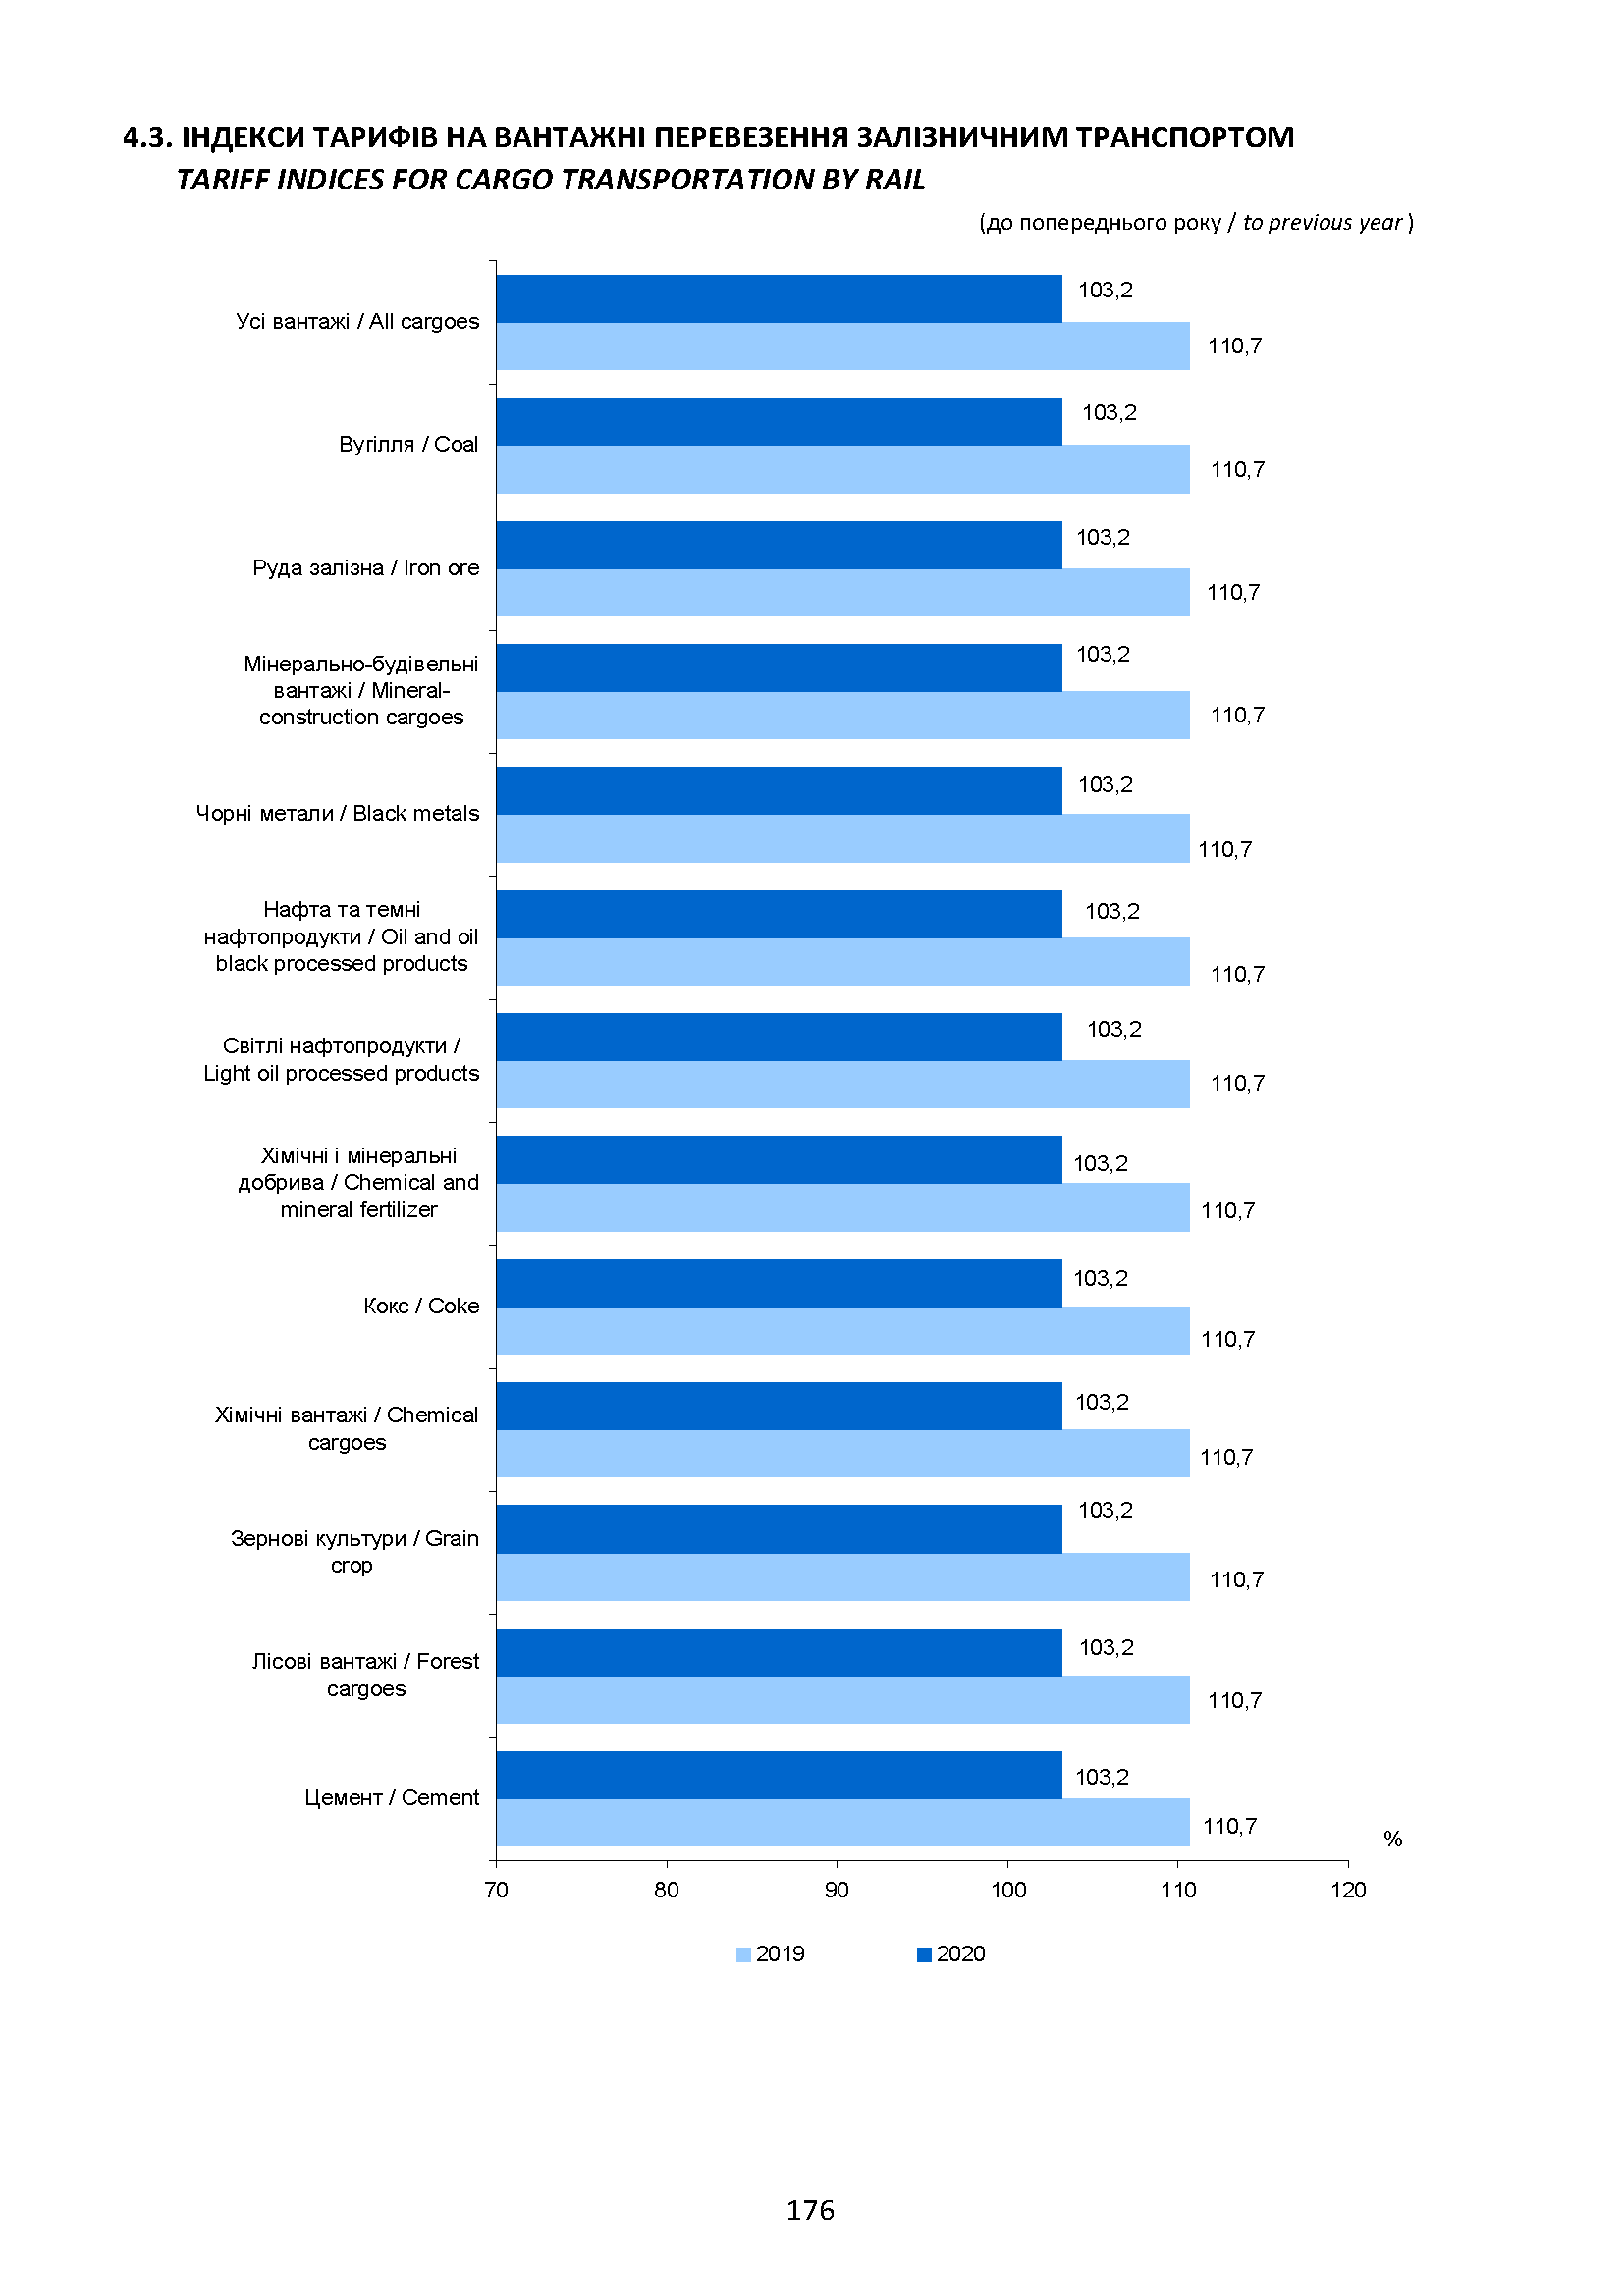 4.3. ІНДЕКСИ ТАРИФІВ НА ВАНТАЖНІ ПЕРЕВЕЗЕННЯ ЗАЛІЗНИЧНИМ ТРАНСПОРТОМ
TARIFF INDICES FOR CARGO TRANSPORTATION BY RAIL
(до попереднього року / to previous year )
Усі вантажі / All cargoes
103,2
110,7
Вугілля / Coal
103,2
110,7
Руда залізна / Iron ore
103,2
110,7
Мінерально-будівельні
вантажі / Mineral-
construction cargoes
103,2
110,7
Чорні метали / Black metals
103,2
110,7
Нафта та темні
нафтопродукти / Oil and oil
black processed products
103,2
110,7
Світлі нафтопродукти /
Light oil processed products
103,2
110,7
Хімічні і мінеральні
добрива / Chemical and
mineral fertilizer
103,2
110,7
Кокс / Coke
103,2
110,7
Хімічні вантажі / Chemical
cargoes
103,2
110,7
Зернові культури / Grain
crop
103,2
110,7
Лісові вантажі / Forest
cargoes
103,2
110,7
Цемент / Cement
103,2
110,7
%
70 80 90 100 110 120
2019 2020
176